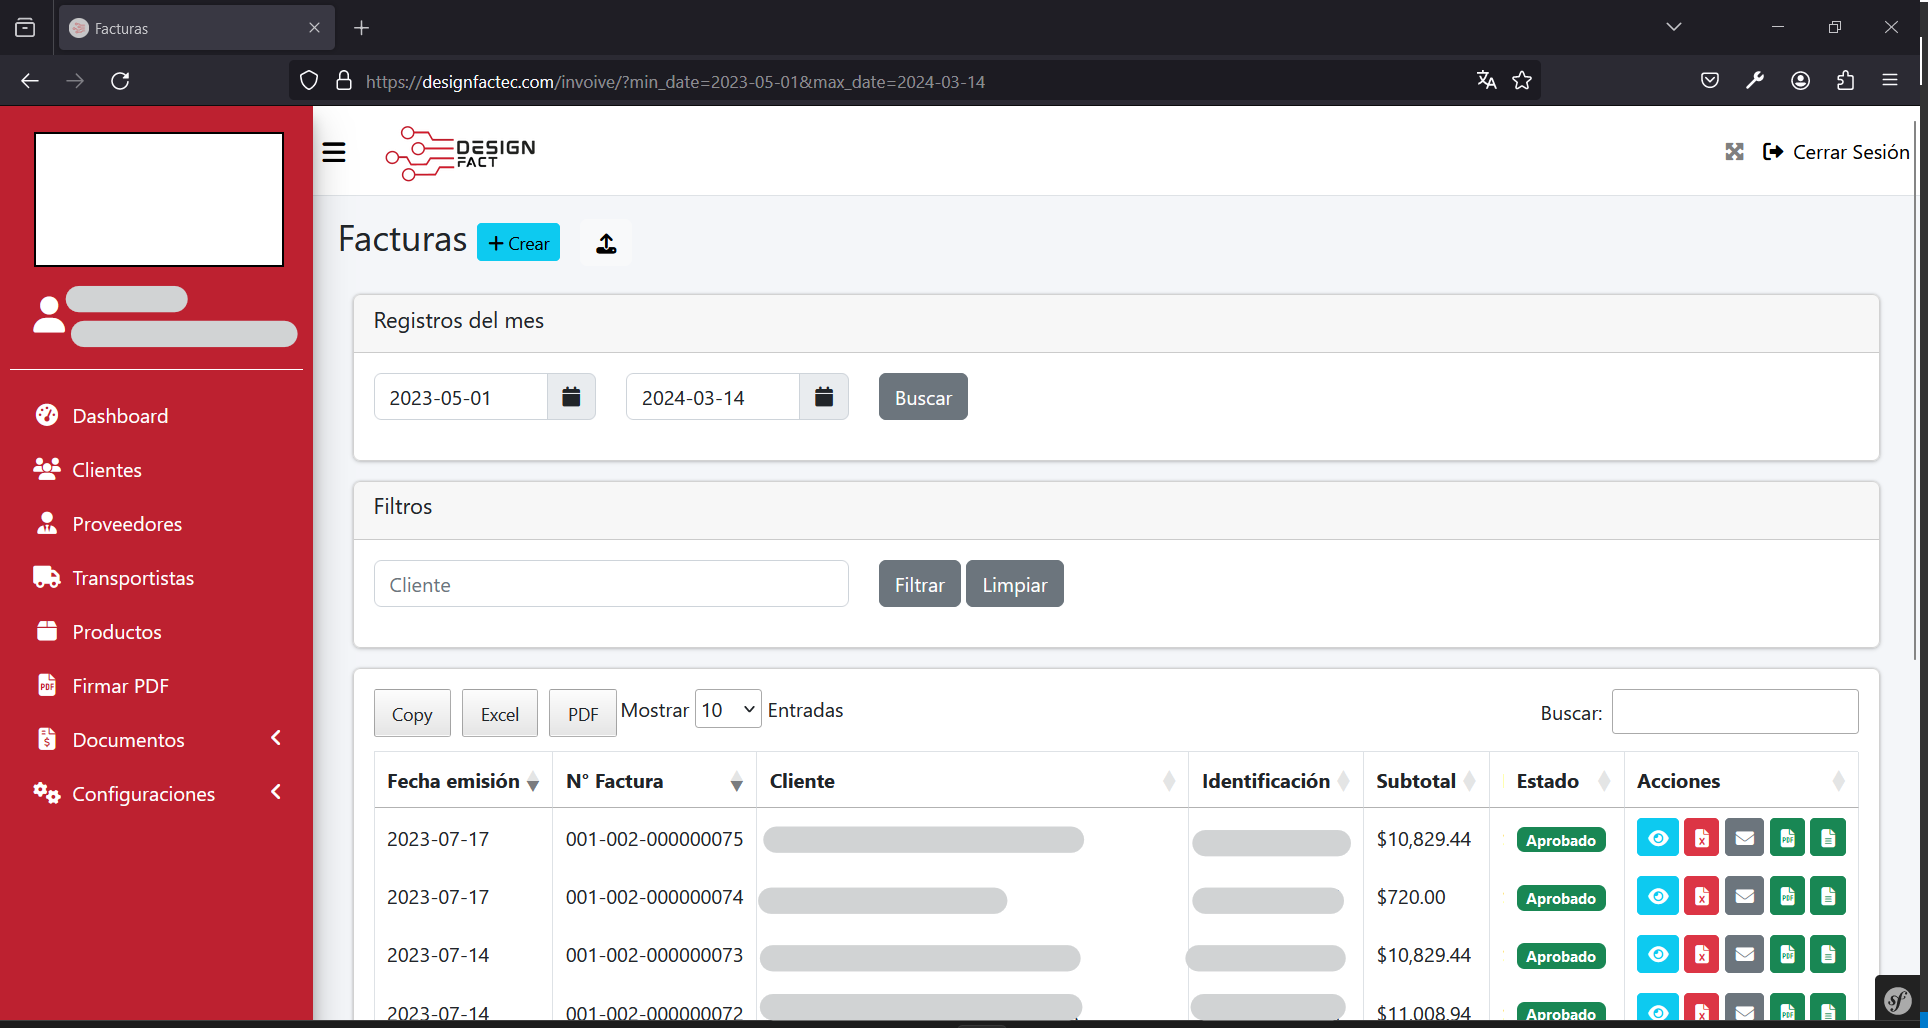 Facturas
https://designfactec.com/invoive/?min_date=2023-05-01&max_date=2024-03-14
DESIGN
FACT
Cerrar Sesión
Dashboard
Clientes
Proveedores
Transportistas
Productos
Firmar PDF
Documentos
Configuraciones
Facturas
Crear
Registros del mes
2023-05-01
2024-03-14
Buscar
Filtros
Cliente
Filtrar
Limpiar
Copy
Excel
PDF
Mostrar 10 Entradas
Buscar:
Fecha emisión N° Factura Cliente Identificación Subtotal Estado Acciones
2023-07-17 001-002-000000075 $10,829.44 Aprobado
2023-07-17 001-002-000000074 $720.00 Aprobado
2023-07-14 001-002-000000073 $10,829.44 Aprobado
2023-07-14 001-002-000000072 $11,008.94 Aprobado